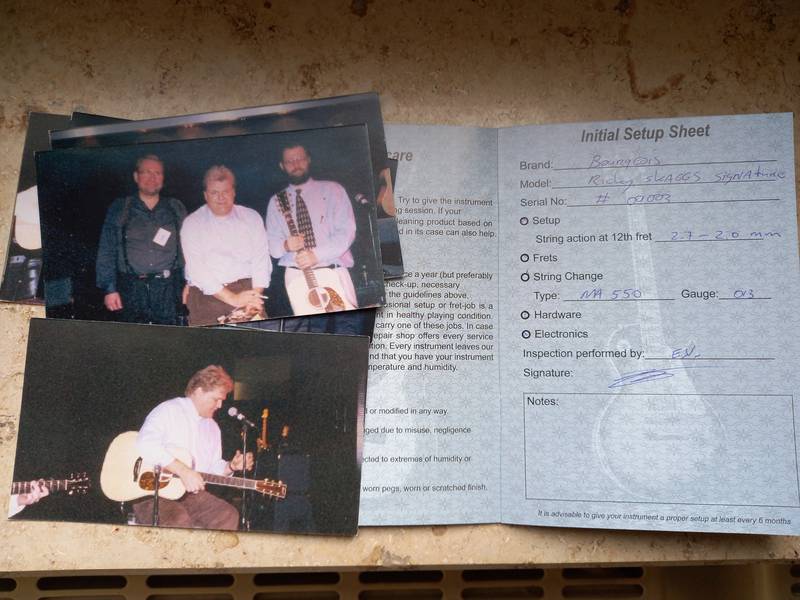 care
Try to give the instrument
ng session. If your
leaning product based on
d in its case can also help.
ce a year (but preferably
heck-up, necessary
r the guidelines above,
sional setup or fret-job is a
nt in healthy playing condition.
carry one of these jobs. In case
epair shop offers every service
tion. Every instrument leaves our
nd that you have your instrument
mperature and humidity.
d or modified in any way.
ged due to misuse, negligence
cted to extremes of humidity or
worn pegs, worn or scratched finish.
Initial Setup Sheet
Brand: Bourgeois
Model: Ricky SKAGGS SIGNATURE
Serial No:
Setup
String action at 12th fret 2.7 - 2.0 mm
Frets
String Change
Type: MA 550 Gauge: 013
Hardware
Electronics
Inspection performed by:
Signature:
Notes:
It is advisable to give your instrument a proper setup at least every 6 months